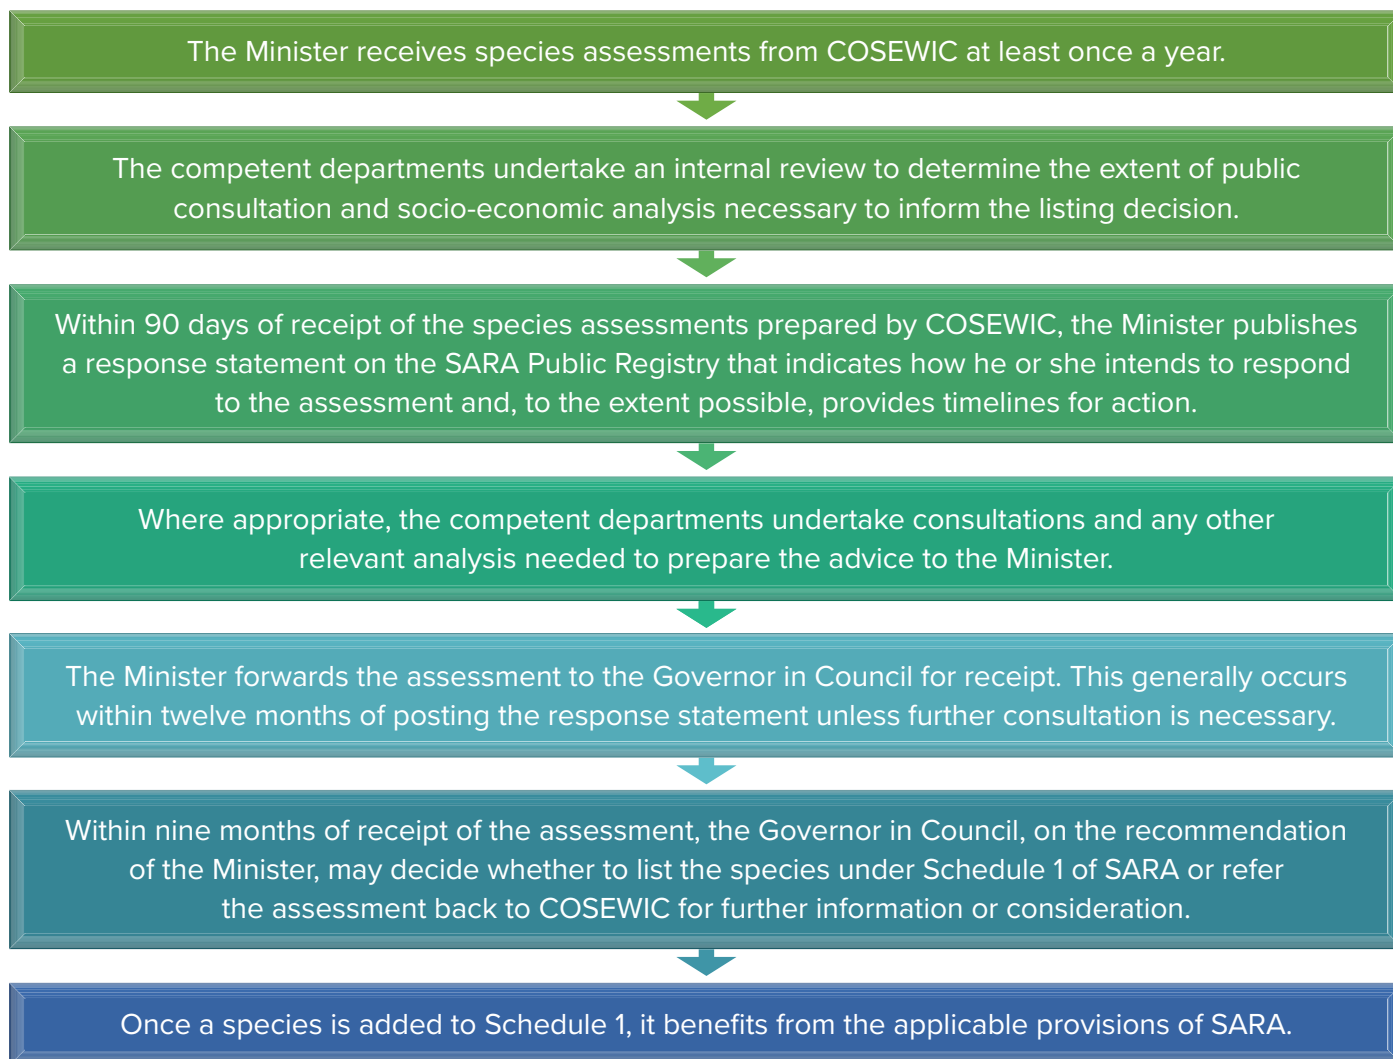 The Minister receives species assessments from COSEWIC at least once a year.
The competent departments undertake an internal review to determine the extent of public
consultation and socio-economic analysis necessary to inform the listing decision.
Within 90 days of receipt of the species assessments prepared by COSEWIC, the Minister publishes
a response statement on the SARA Public Registry that indicates how he or she intends to respond
to the assessment and, to the extent possible, provides timelines for action.
Where appropriate, the competent departments undertake consultations and any other
relevant analysis needed to prepare the advice to the Minister.
The Minister forwards the assessment to the Governor in Council for receipt. This generally occurs
within twelve months of posting the response statement unless further consultation is necessary.
Within nine months of receipt of the assessment, the Governor in Council, on the recommendation
of the Minister, may decide whether to list the species under Schedule 1 of SARA or refer
the assessment back to COSEWIC for further information or consideration.
Once a species is added to Schedule 1, it benefits from the applicable provisions of SARA.